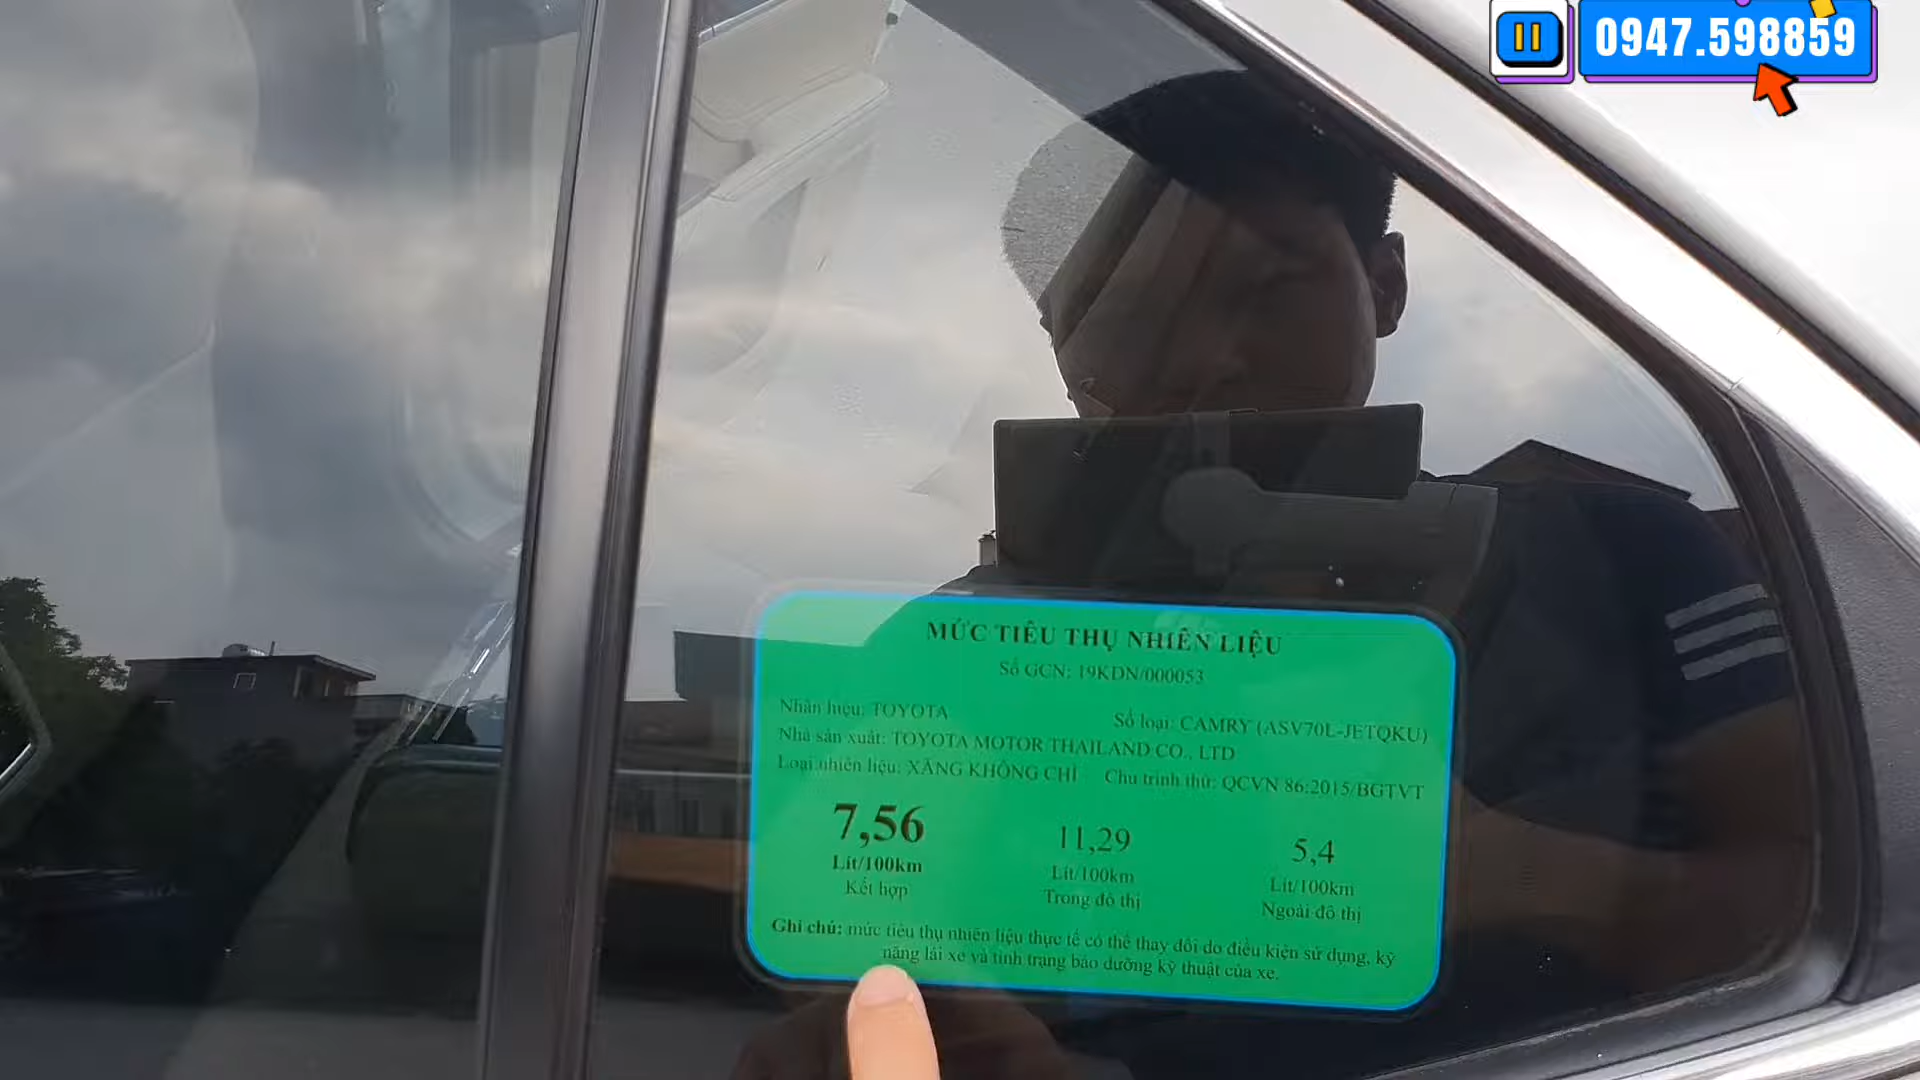 0947.598859
MỨC TIÊU THỤ NHIÊN LIỆU
Số GCN: 19KDN/000053
Nhãn hiệu: TOYOTA Số loại: CAMRY (ASV70L-JETQKU)
Nhà sản xuất: TOYOTA MOTOR THAILAND CO., LTD
Loại nhiên liệu: XĂNG KHÔNG CHÌ Chu trình thử: QCVN 86:2015/BGTVT
7,56 11,29 5,4
Lít/100km Lít/100km Lít/100km
Kết hợp Trong đô thị Ngoài đô thị
Ghi chú: mức tiêu thụ nhiên liệu thực tế có thể thay đổi do điều kiện sử dụng, kỹ
năng lái xe và tình trạng bảo dưỡng kỹ thuật của xe.